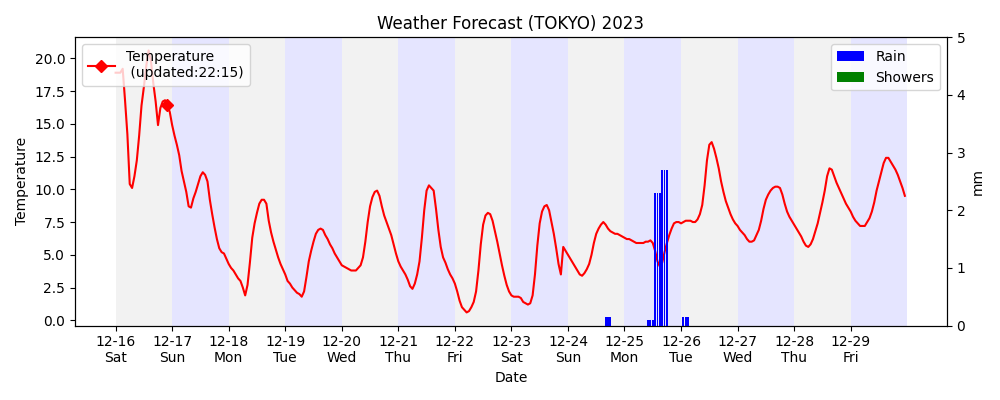 Weather Forecast (TOKYO) 2023
Temperature
(updated:22:15)
Rain
Showers
Temperature
20.0
17.5
15.0
12.5
10.0
7.5
5.0
2.5
0.0
5
4
3
2
1
0
mm
12-16 12-17 12-18 12-19 12-20 12-21 12-22 12-23 12-24 12-25 12-26 12-27 12-28 12-29
Sat Sun Mon Tue Wed Thu Fri Sat Sun Mon Tue Wed Thu Fri
Date